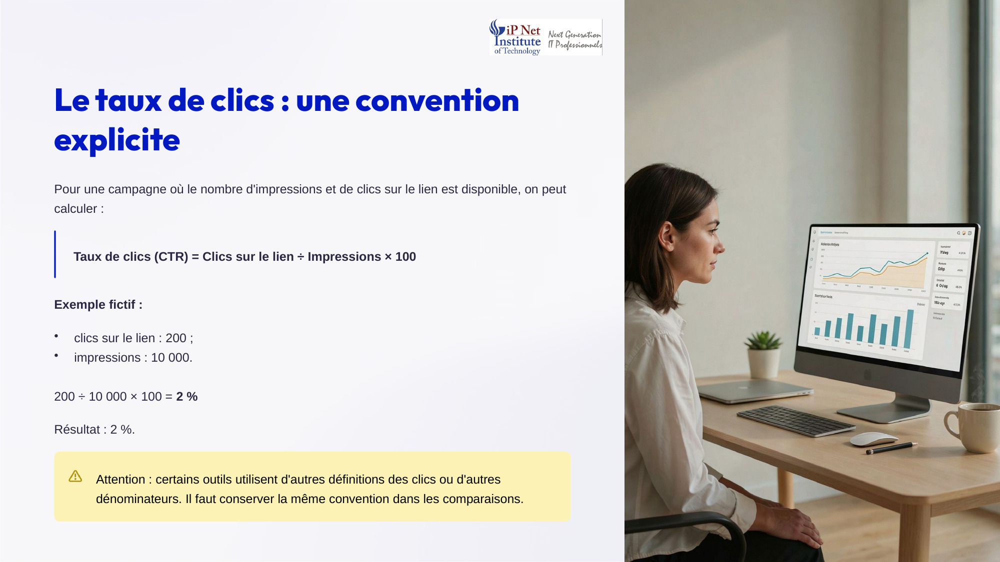 iP Net
Institute
of Technology
Next Generation
IT Professionnels
Le taux de clics : une convention
explicite
Pour une campagne où le nombre d'impressions et de clics sur le lien est disponible, on peut
calculer :
Taux de clics (CTR) = Clics sur le lien ÷ Impressions × 100
Exemple fictif :
• clics sur le lien : 200 ;
• impressions : 10 000.
200 ÷ 10 000 × 100 = 2 %
Résultat : 2 %.
Attention : certains outils utilisent d'autres définitions des clics ou d'autres
dénominateurs. Il faut conserver la même convention dans les comparaisons.